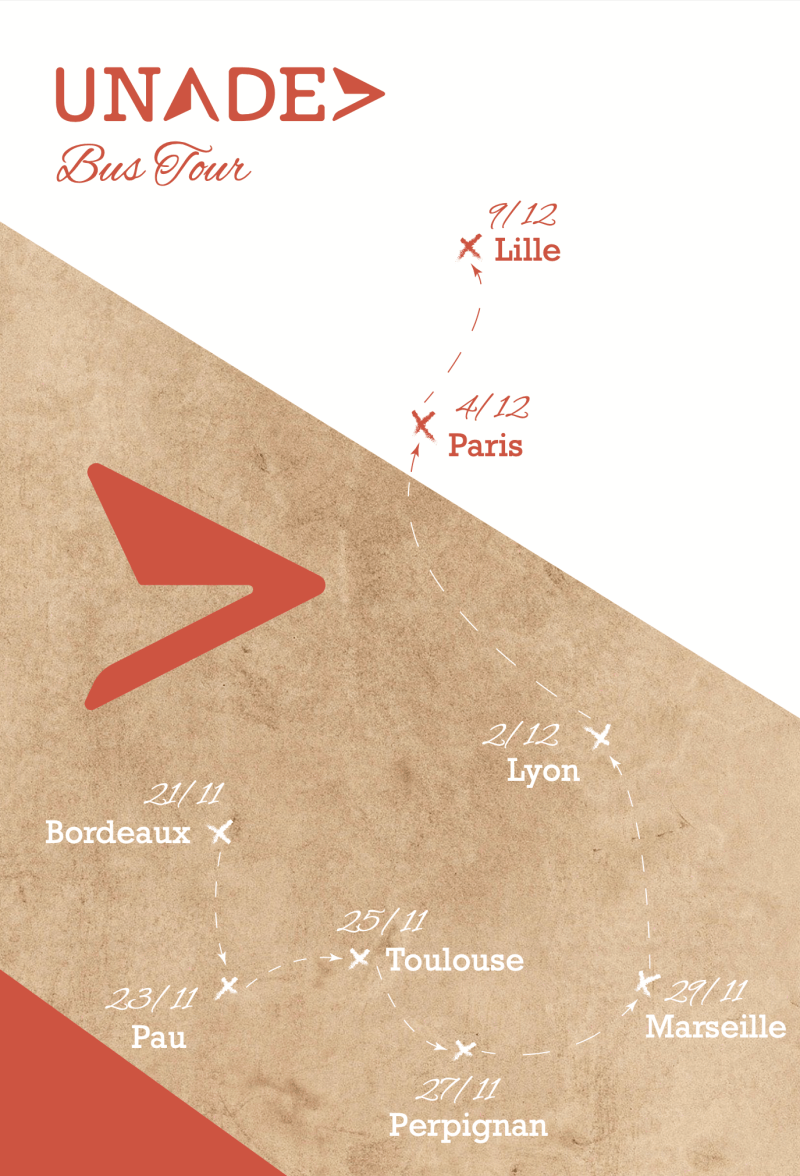 UNADE
Bus Tour
9/12
Lille
4/12
Paris
2/12
Lyon
21/11
Bordeaux
25/11
Toulouse
23/11
Pau
29/11
Marseille
27/11
Perpignan